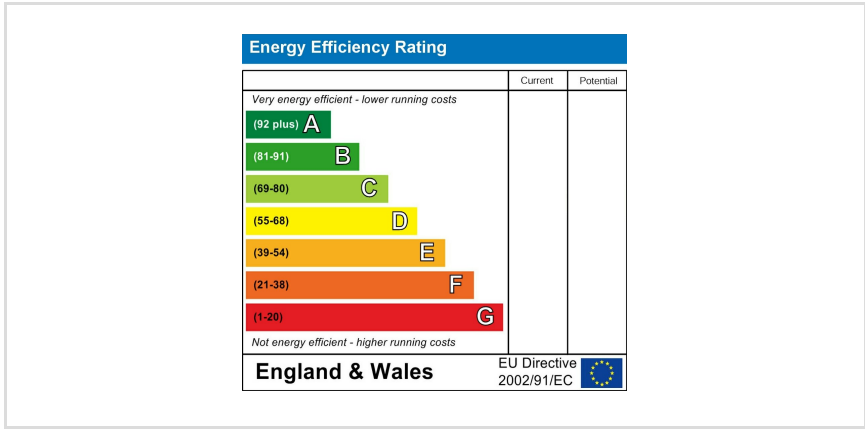 Energy Efficiency Rating
Current Potential
Very energy efficient - lower running costs
(92 plus) A
(81-91) B
(69-80) C
(55-68) D
(39-54) E
(21-38) F
(1-20) G
Not energy efficient - higher running costs
England & Wales
EU Directive
2002/91/EC